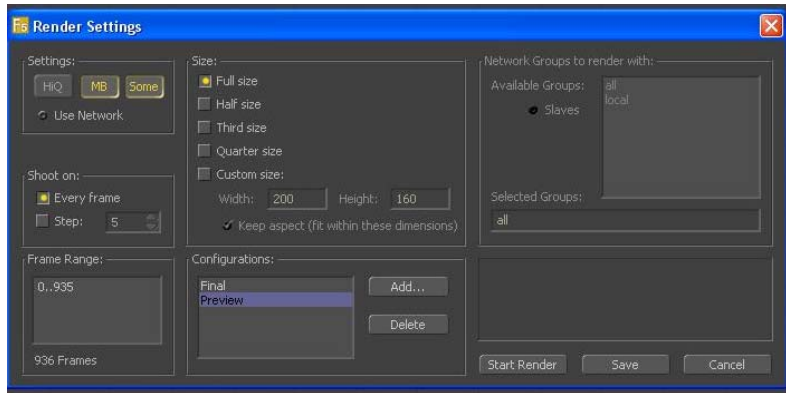 F5 Render Settings
Settings:
HiQ MB Some
Use Network
Shoot on:
Every frame
Step: 5
Frame Range:
0..935
936 Frames
Size:
Full size
Half size
Third size
Quarter size
Custom size:
Width: 200 Height: 160
Keep aspect (fit within these dimensions)
Configurations:
Final
Preview
Add...
Delete
Network Groups to render with:
Available Groups:
Slaves
all
local
Selected Groups:
all
Start Render Save Cancel